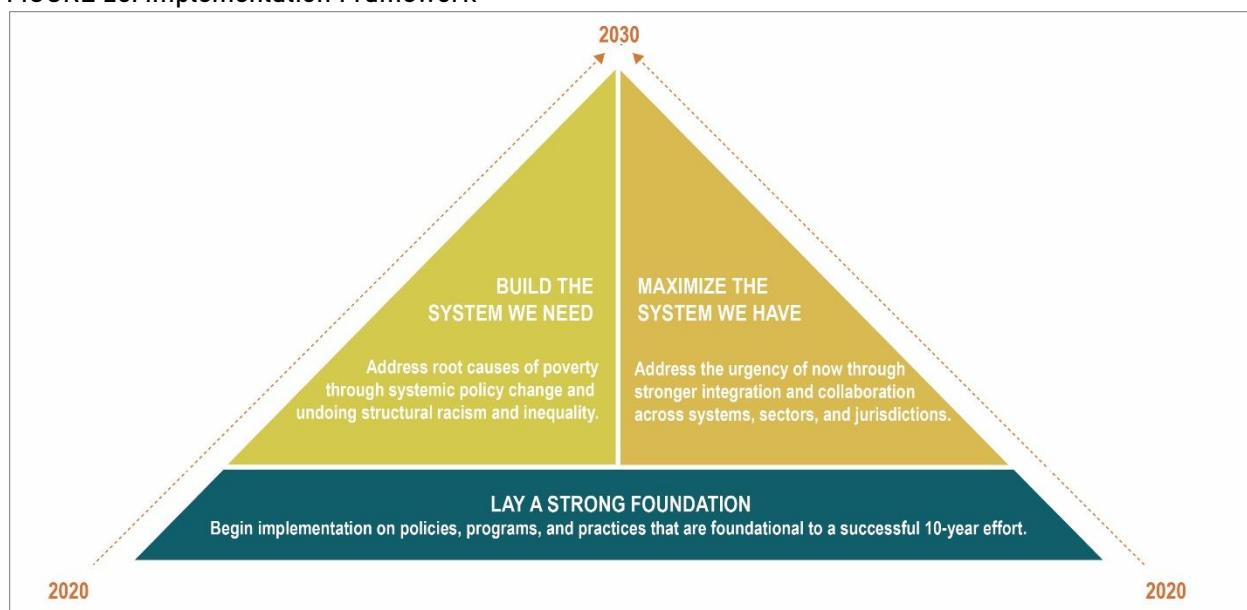 2030
BUILD THE
SYSTEM WE NEED
Address root causes of poverty
through systemic policy change and
undoing structural racism and inequality.
MAXIMIZE THE
SYSTEM WE HAVE
Address the urgency of now through
stronger integration and collaboration
across systems, sectors, and jurisdictions.
LAY A STRONG FOUNDATION
Begin implementation on policies, programs, and practices that are foundational to a successful 10-year effort.
2020
2020